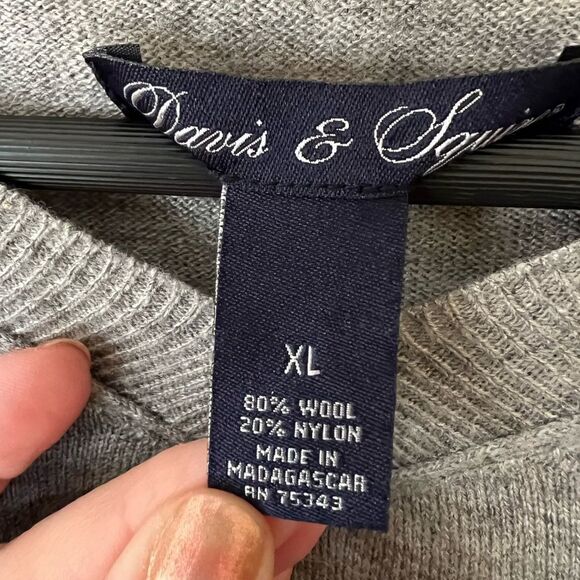 Davis & Squire
XL
80% WOOL
20% NYLON
MADE IN
MADAGASCAR
RN 75343